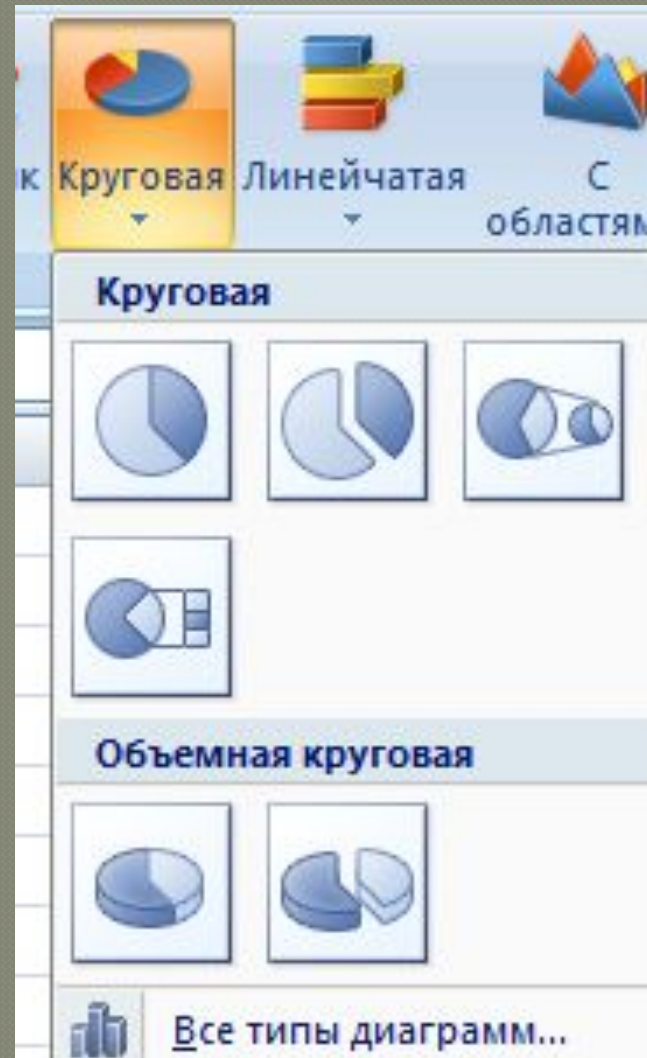 к Круговая Линейчатая С
областям
Круговая
Объемная круговая
Все типы диаграмм...